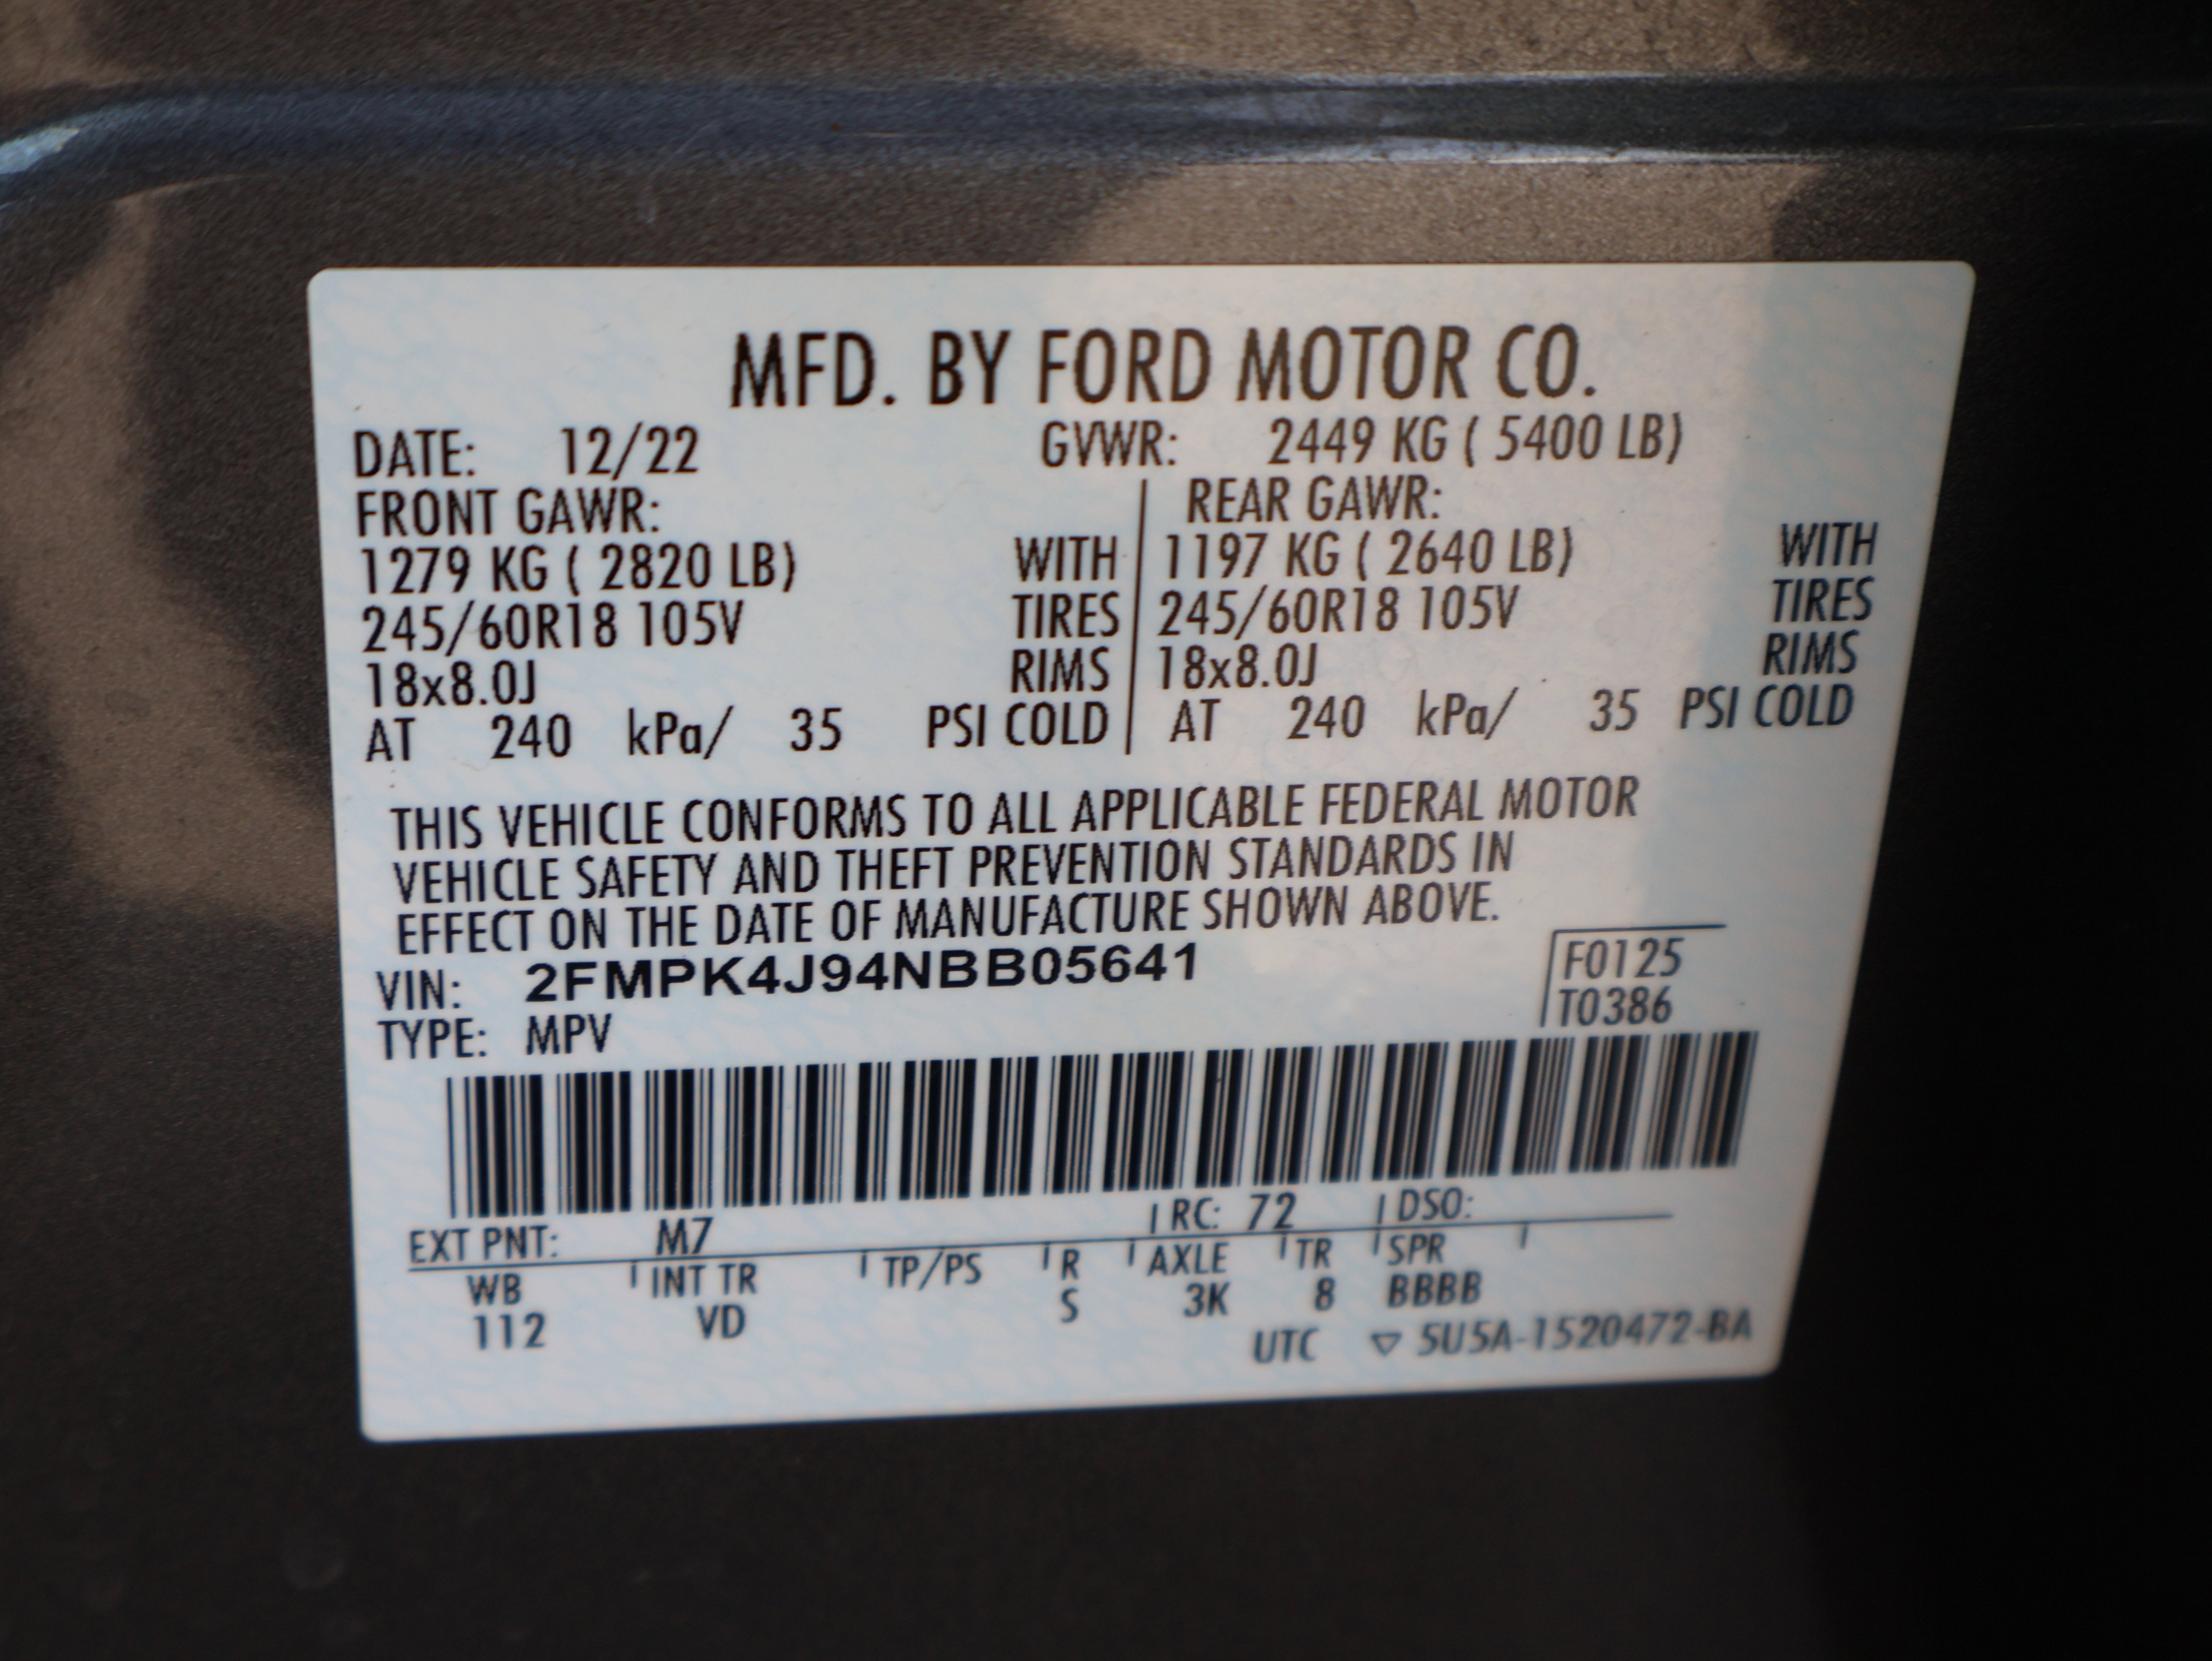 MFD. BY FORD MOTOR CO.
DATE: 12/22 GVWR: 2449 KG ( 5400 LB)
FRONT GAWR: REAR GAWR:
1279 KG ( 2820 LB) WITH 1197 KG ( 2640 LB) WITH
245/60R18 105V TIRES 245/60R18 105V TIRES
18x8.0J RIMS 18x8.0J RIMS
AT 240 kPa/ 35 PSI COLD AT 240 kPa/ 35 PSI COLD
THIS VEHICLE CONFORMS TO ALL APPLICABLE FEDERAL MOTOR
VEHICLE SAFETY AND THEFT PREVENTION STANDARDS IN
EFFECT ON THE DATE OF MANUFACTURE SHOWN ABOVE.
VIN: 2FMPK4J94NBB05641 F0125
TYPE: MPV T0386
EXT PNT: M7 RC: 72 DSO:
WB INT TR TP/PS R AXLE TR SPR
112 VD S 3K 8 BBBB
UTC ▽ 5U5A-1520472-BA